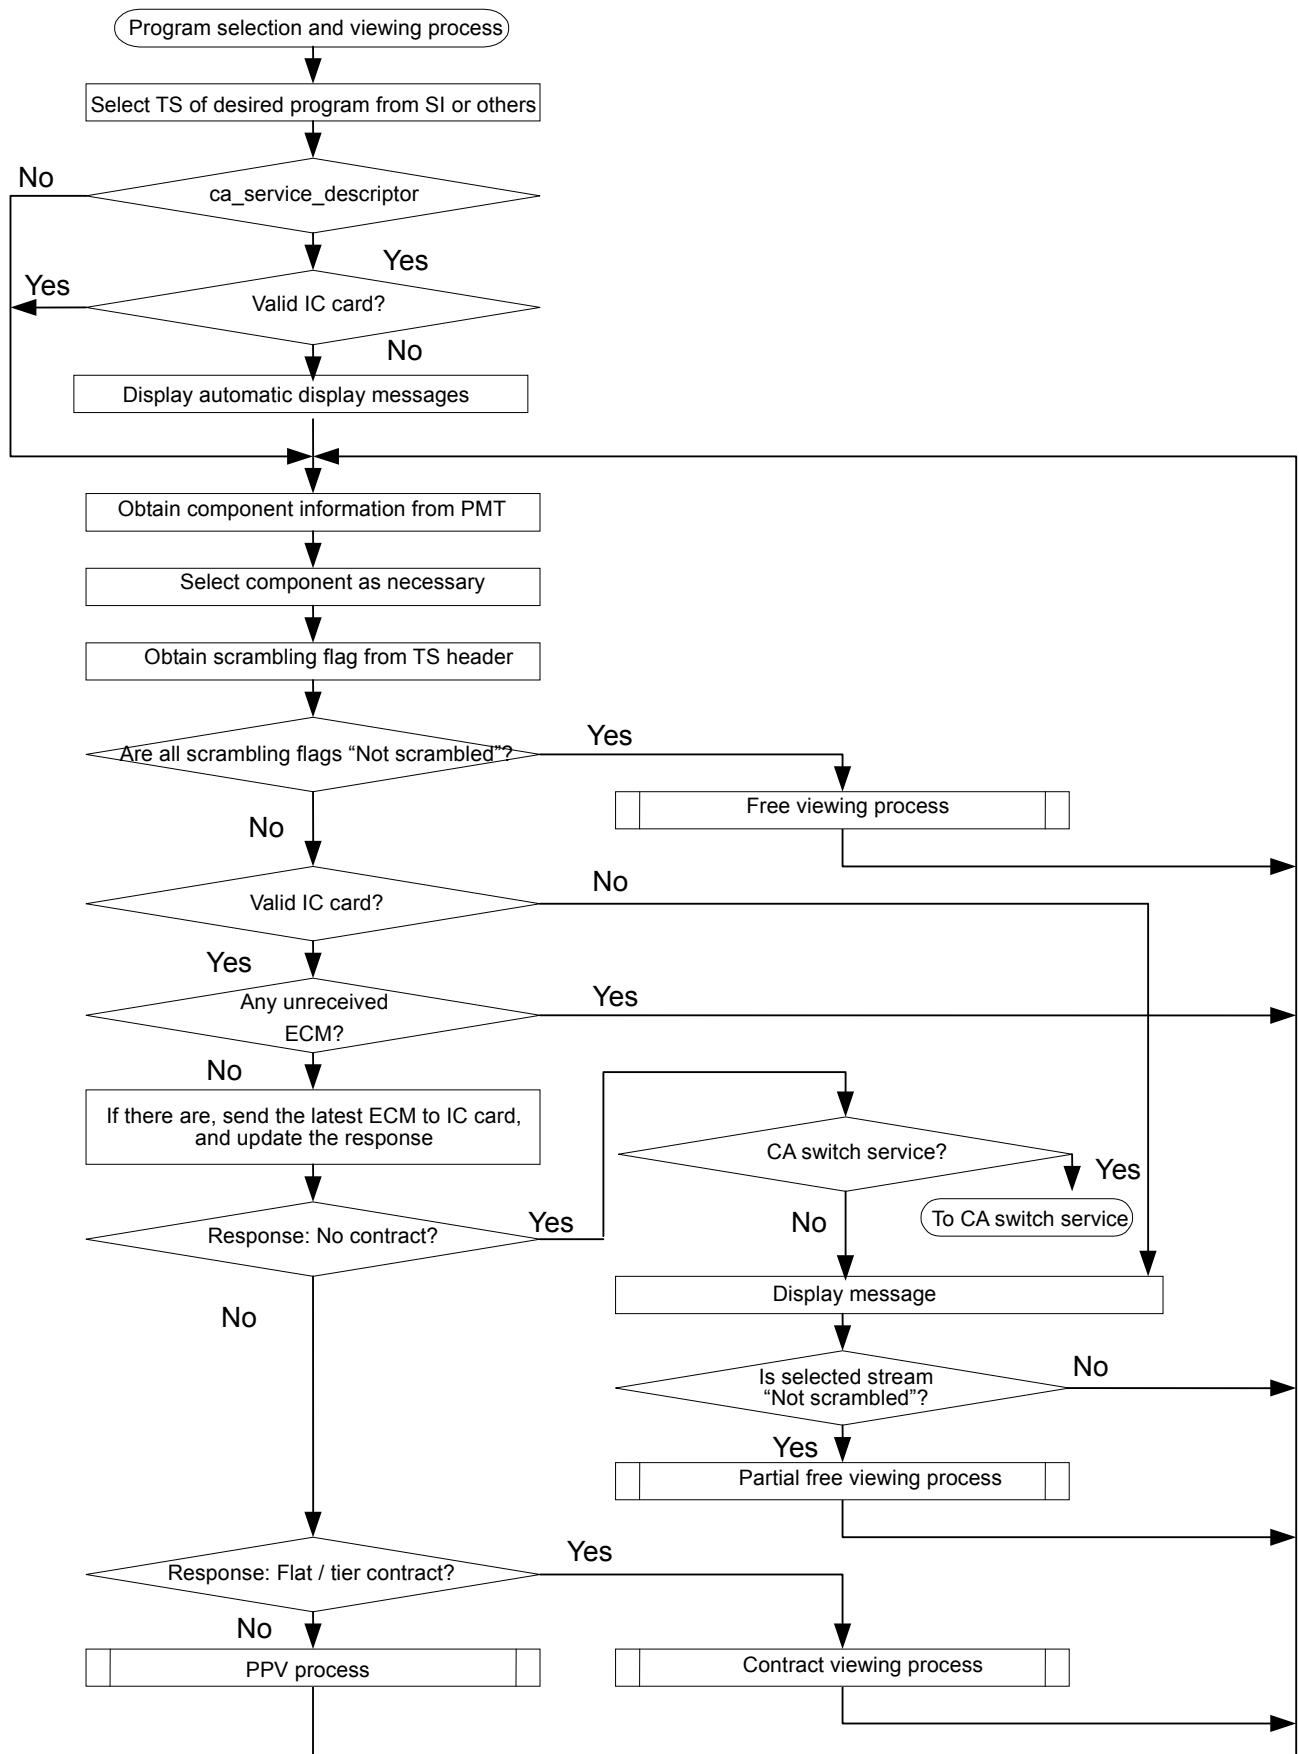 Program selection and viewing process
Select TS of desired program from SI or others
No
ca_service_descriptor
Yes
Yes
Valid IC card?
No
Display automatic display messages
Obtain component information from PMT
Select component as necessary
Obtain scrambling flag from TS header
Are all scrambling flags “Not scrambled”?
Yes
Free viewing process
No
Valid IC card?
No
Yes
Any unreceived
ECM?
Yes
No
If there are, send the latest ECM to IC card,
and update the response
CA switch service?
Yes
To CA switch service
Response: No contract?
Yes
No
Display message
No
Is selected stream
“Not scrambled”?
No
Yes
Partial free viewing process
Response: Flat / tier contract?
Yes
No
PPV process
Contract viewing process